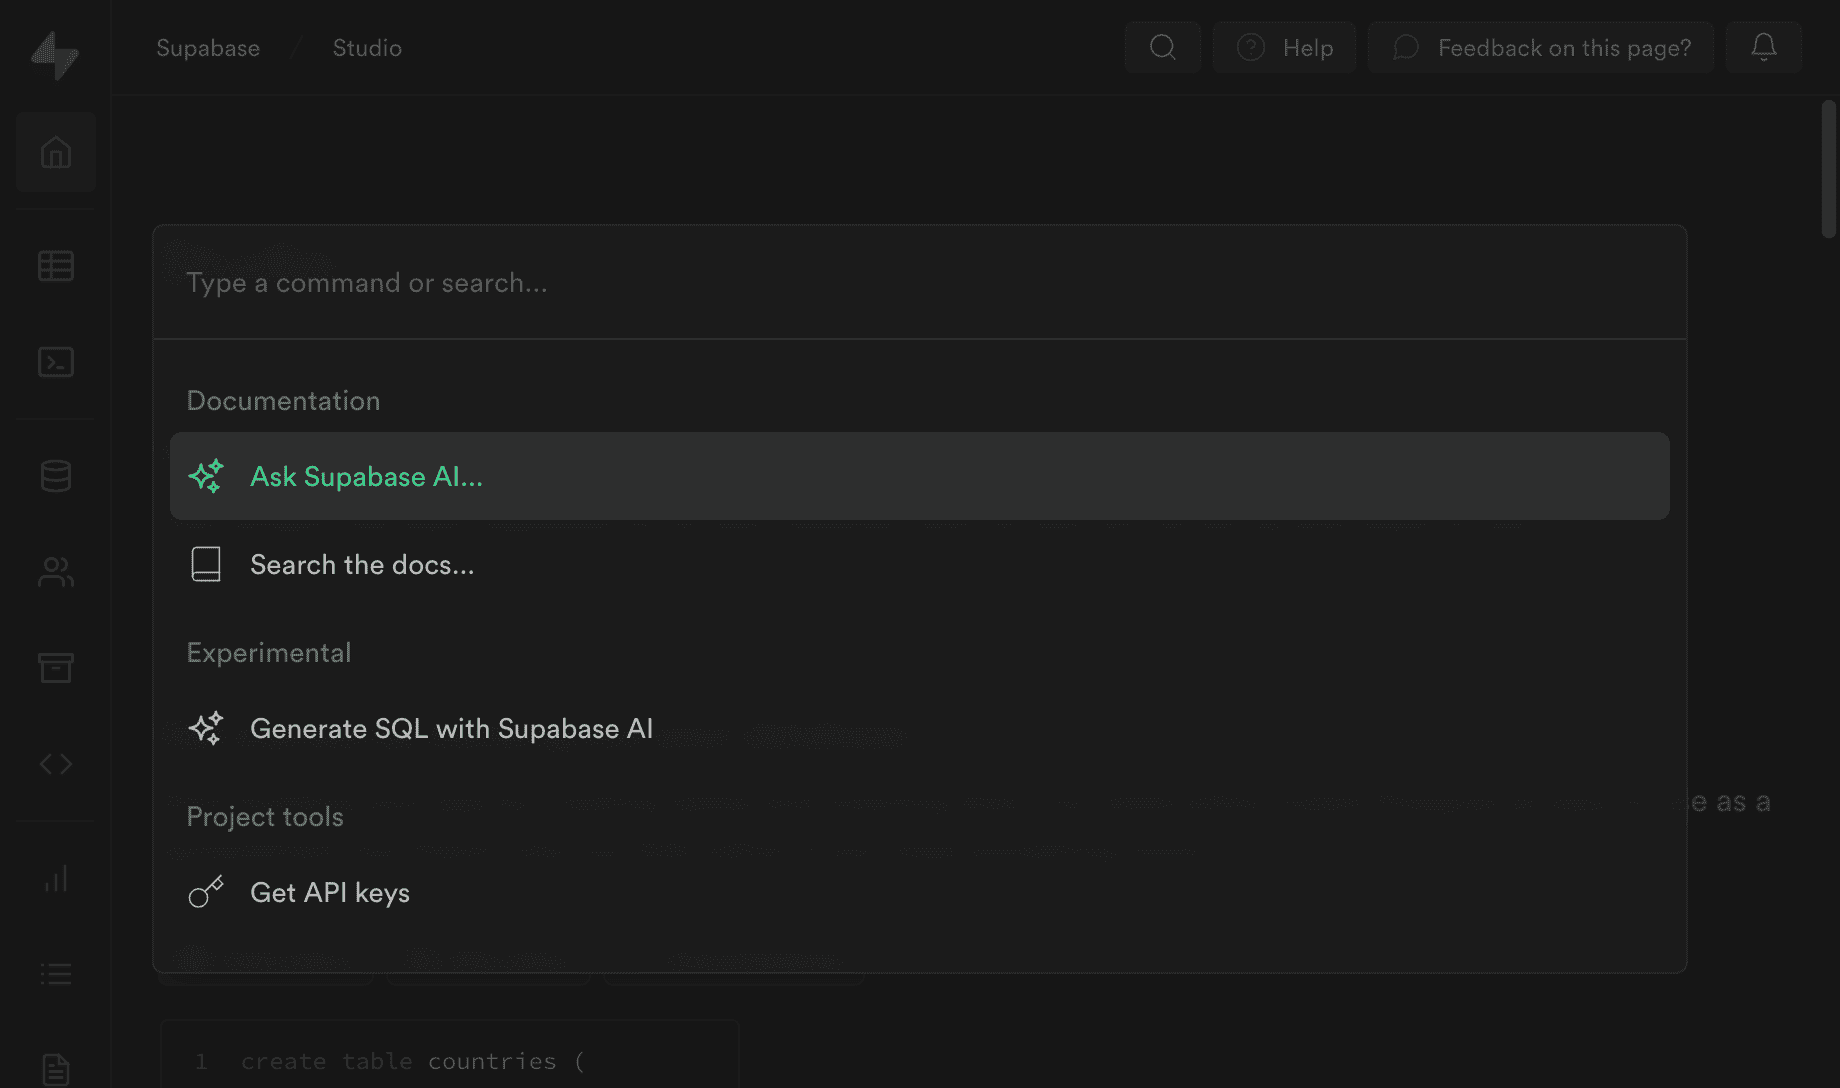 Supabase / Studio
Help
Feedback on this page?
Type a command or search...
Documentation
Ask Supabase AI...
Search the docs...
Experimental
Generate SQL with Supabase AI
Project tools
se as a
Get API keys
1 create table countries (